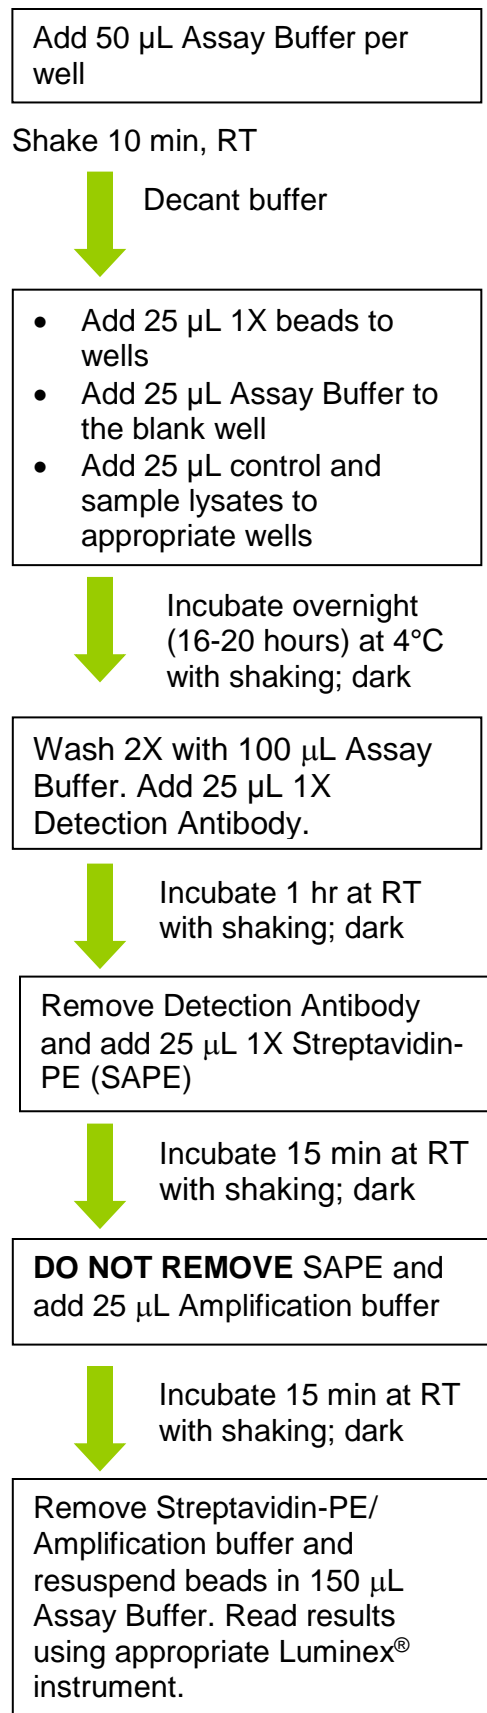 Add 50 µL Assay Buffer per
well
Shake 10 min, RT
Decant buffer
• Add 25 µL 1X beads to
wells
• Add 25 µL Assay Buffer to
the blank well
• Add 25 µL control and
sample lysates to
appropriate wells
Incubate overnight
(16-20 hours) at 4°C
with shaking; dark
Wash 2X with 100 µL Assay
Buffer. Add 25 µL 1X
Detection Antibody.
Incubate 1 hr at RT
with shaking; dark
Remove Detection Antibody
and add 25 µL 1X Streptavidin-
PE (SAPE)
Incubate 15 min at RT
with shaking; dark
DO NOT REMOVE SAPE and
add 25 µL Amplification buffer
Incubate 15 min at RT
with shaking; dark
Remove Streptavidin-PE/
Amplification buffer and
resuspend beads in 150 µL
Assay Buffer. Read results
using appropriate Luminex®
instrument.